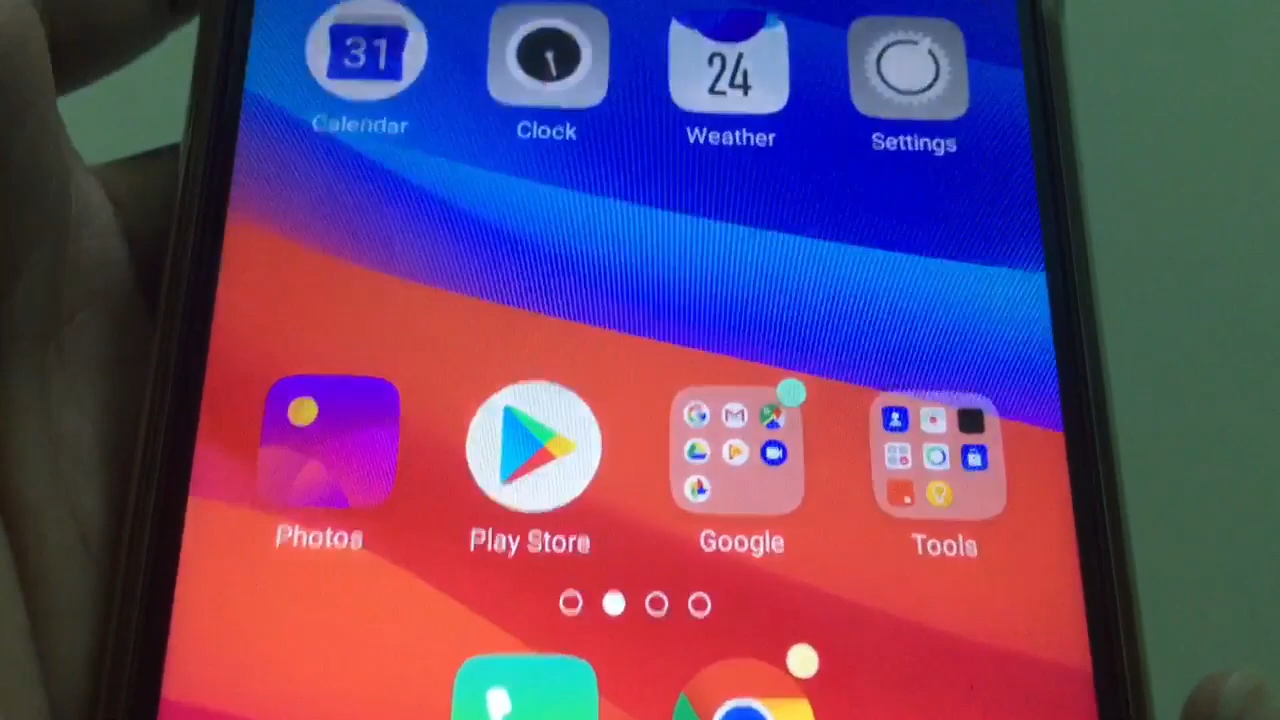 31
24
Calendar
Clock
Weather
Settings
Photos
Play Store
Google
Tools